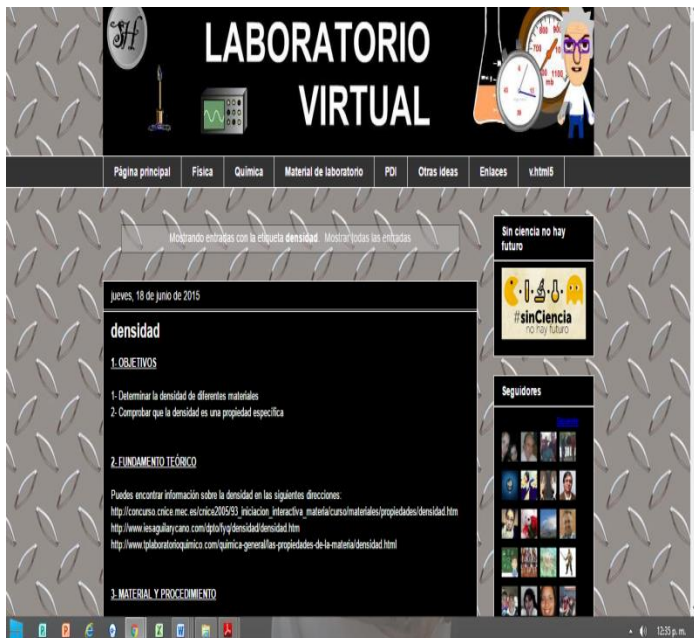 SH
LABORATORIO
VIRTUAL
Página principal Física Química Material de laboratorio PDI Otras ideas Enlaces v.html5
Mostrando entradas con la etiqueta densidad. Mostrar todas las entradas
jueves, 18 de junio de 2015
densidad
1- OBJETIVOS
1- Determinar la densidad de diferentes materiales
2- Comprobar que la densidad es una propiedad específica
2- FUNDAMENTO TEÓRICO
Puedes encontrar información sobre la densidad en las siguientes direcciones:
http://concurso.cnice.mec.es/cnice2005/93_iniciacion_interactiva_materia/curso/materiales/propiedades/densidad.htm
http://www.iesaguilarycano.com/dpto/fyq/densidad/densidad.htm
http://www.tplaboratorioquimico.com/quimica-general/las-propiedades-de-la-materia/densidad.html
3- MATERIAL Y PROCEDIMIENTO
Sin ciencia no hay
futuro
#sinCiencia
no hay futuro
Seguidores
12:35 p. m.